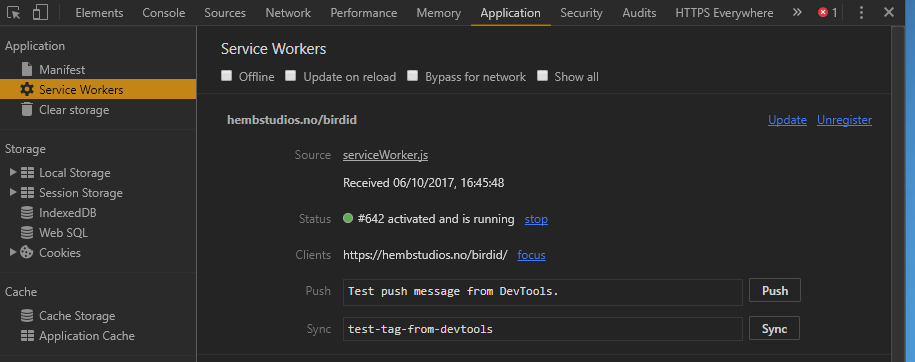 Elements Console Sources Network Performance Memory Application Security Audits HTTPS Everywhere » 1
Application
Manifest
Service Workers
Clear storage
Storage
Local Storage
Session Storage
IndexedDB
Web SQL
Cookies
Cache
Cache Storage
Application Cache
Service Workers
Offline Update on reload Bypass for network Show all
hembstudios.no/birdid Update Unregister
Source serviceWorker.js
Received 06/10/2017, 16:45:48
Status #642 activated and is running stop
Clients https://hembstudios.no/birdid/ focus
Push Test push message from DevTools. Push
Sync test-tag-from-devtools Sync